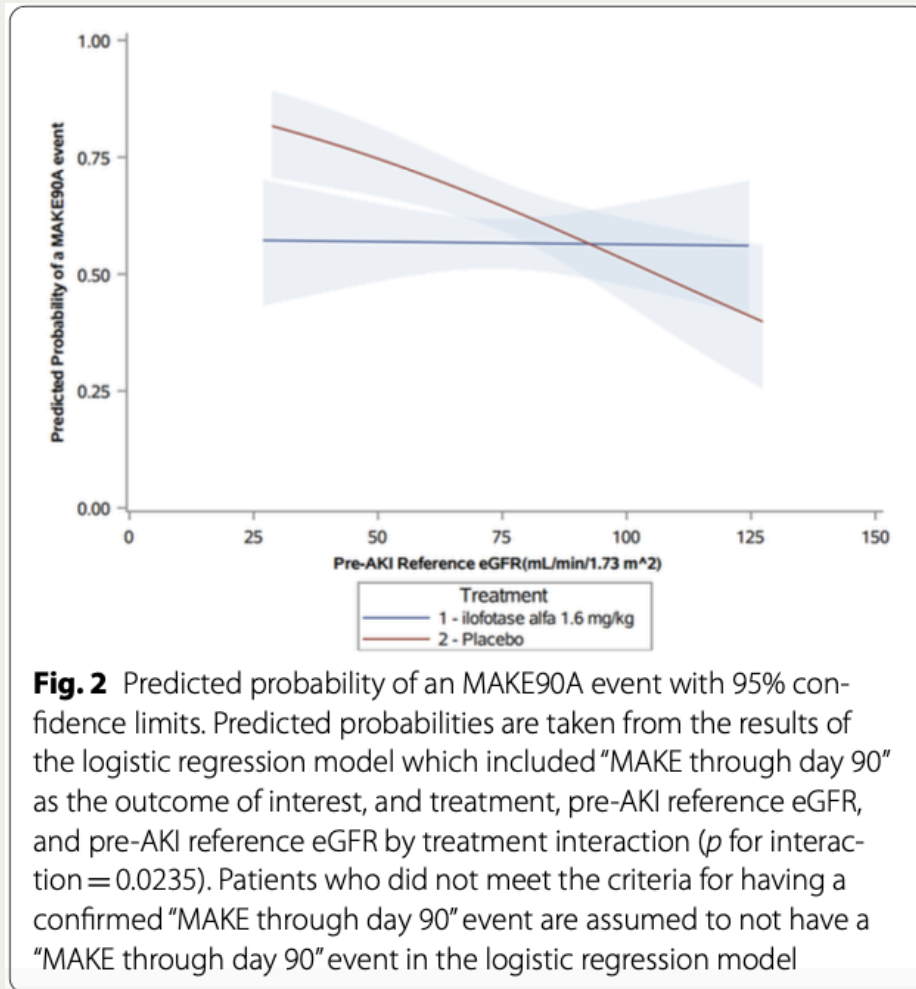 1.00
0.75
0.50
0.25
0.00
Predicted Probability of a MAKE90A event
0
25
50
75
100
125
150
Pre-AKI Reference eGFR(mL/min/1.73 m^2)
Treatment
1 - ilofotase alfa 1.6 mg/kg
2 - Placebo
Fig. 2 Predicted probability of an MAKE90A event with 95% con-
fidence limits. Predicted probabilities are taken from the results of
the logistic regression model which included “MAKE through day 90”
as the outcome of interest, and treatment, pre-AKI reference eGFR,
and pre-AKI reference eGFR by treatment interaction (p for interac-
tion = 0.0235). Patients who did not meet the criteria for having a
confirmed “MAKE through day 90” event are assumed to not have a
“MAKE through day 90” event in the logistic regression model